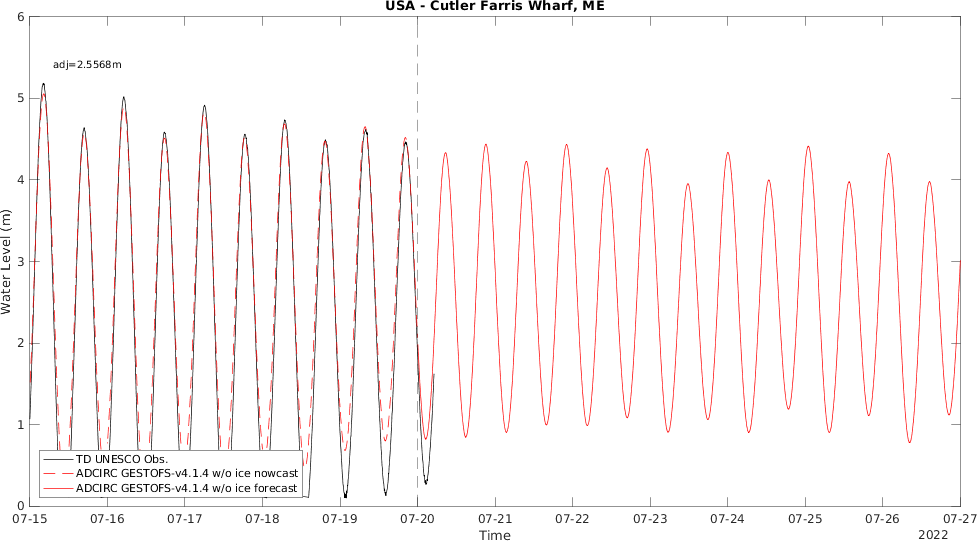 USA - Cutler Farris Wharf, ME
6
adj=2.5568m
5
4
3
2
1
0
Water Level (m)
TD UNESCO Obs.
ADCIRC GESTOFS-v4.1.4 w/o ice nowcast
ADCIRC GESTOFS-v4.1.4 w/o ice forecast
07-15 07-16 07-17 07-18 07-19 07-20 07-21 07-22 07-23 07-24 07-25 07-26 07-27
Time
2022